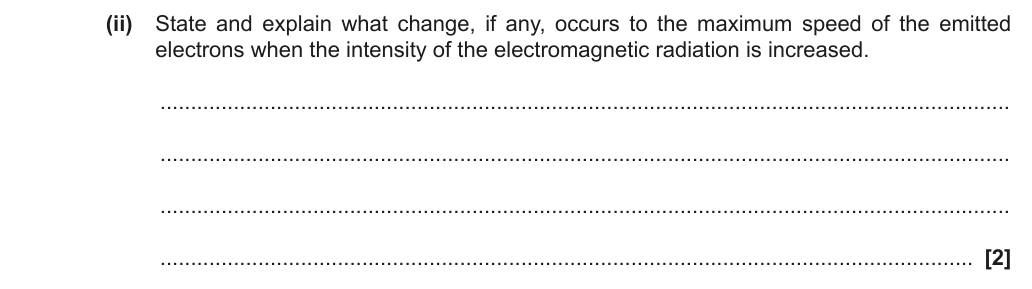 (ii) State and explain what change, if any, occurs to the maximum speed of the emitted
electrons when the intensity of the electromagnetic radiation is increased.
..........................................................................................................................................
..........................................................................................................................................
..........................................................................................................................................
.................................................................................................................................... [2]